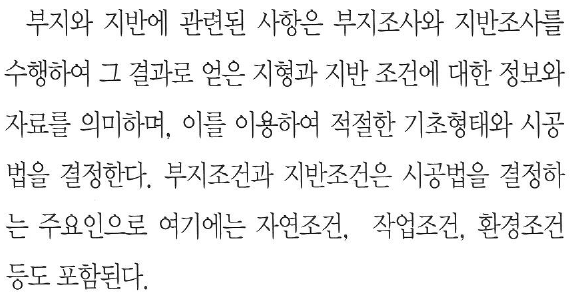 부지와 지반에 관련된 사항은 부지조사와 지반조사를
수행하여 그 결과로 얻은 지형과 지반 조건에 대한 정보와
자료를 의미하며, 이를 이용하여 적절한 기초형태와 시공
법을 결정한다. 부지조건과 지반조건은 시공법을 결정하
는 주요인으로 여기에는 자연조건, 작업조건, 환경조건
등도 포함된다.